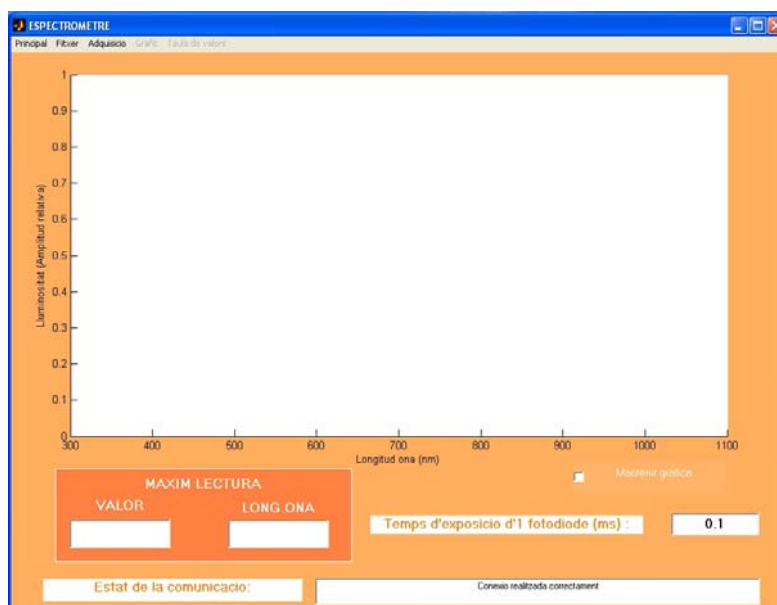 ESPECTROMETRE
Principal Fitxer Adquisicio Grafic Taula de valors
1
0.9
0.8
0.7
0.6
0.5
0.4
0.3
0.2
0.1
0
Lluminositat (Amplitud relativa)
300 400 500 600 700 800 900 1000 1100
Longitud ona (nm)
Mantenir grafica
MAXIM LECTURA
VALOR LONG.ONA
Temps d'exposicio d'1 fotodiode (ms) : 0.1
Estat de la comunicacio: Conexio realitzada correctament